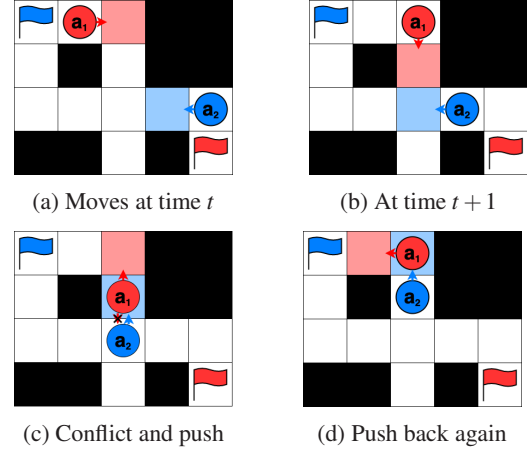 a₁
a₂
(a) Moves at time t
a₁
a₂
(b) At time t + 1
a₁
a₂
(c) Conflict and push
a₁
a₂
(d) Push back again